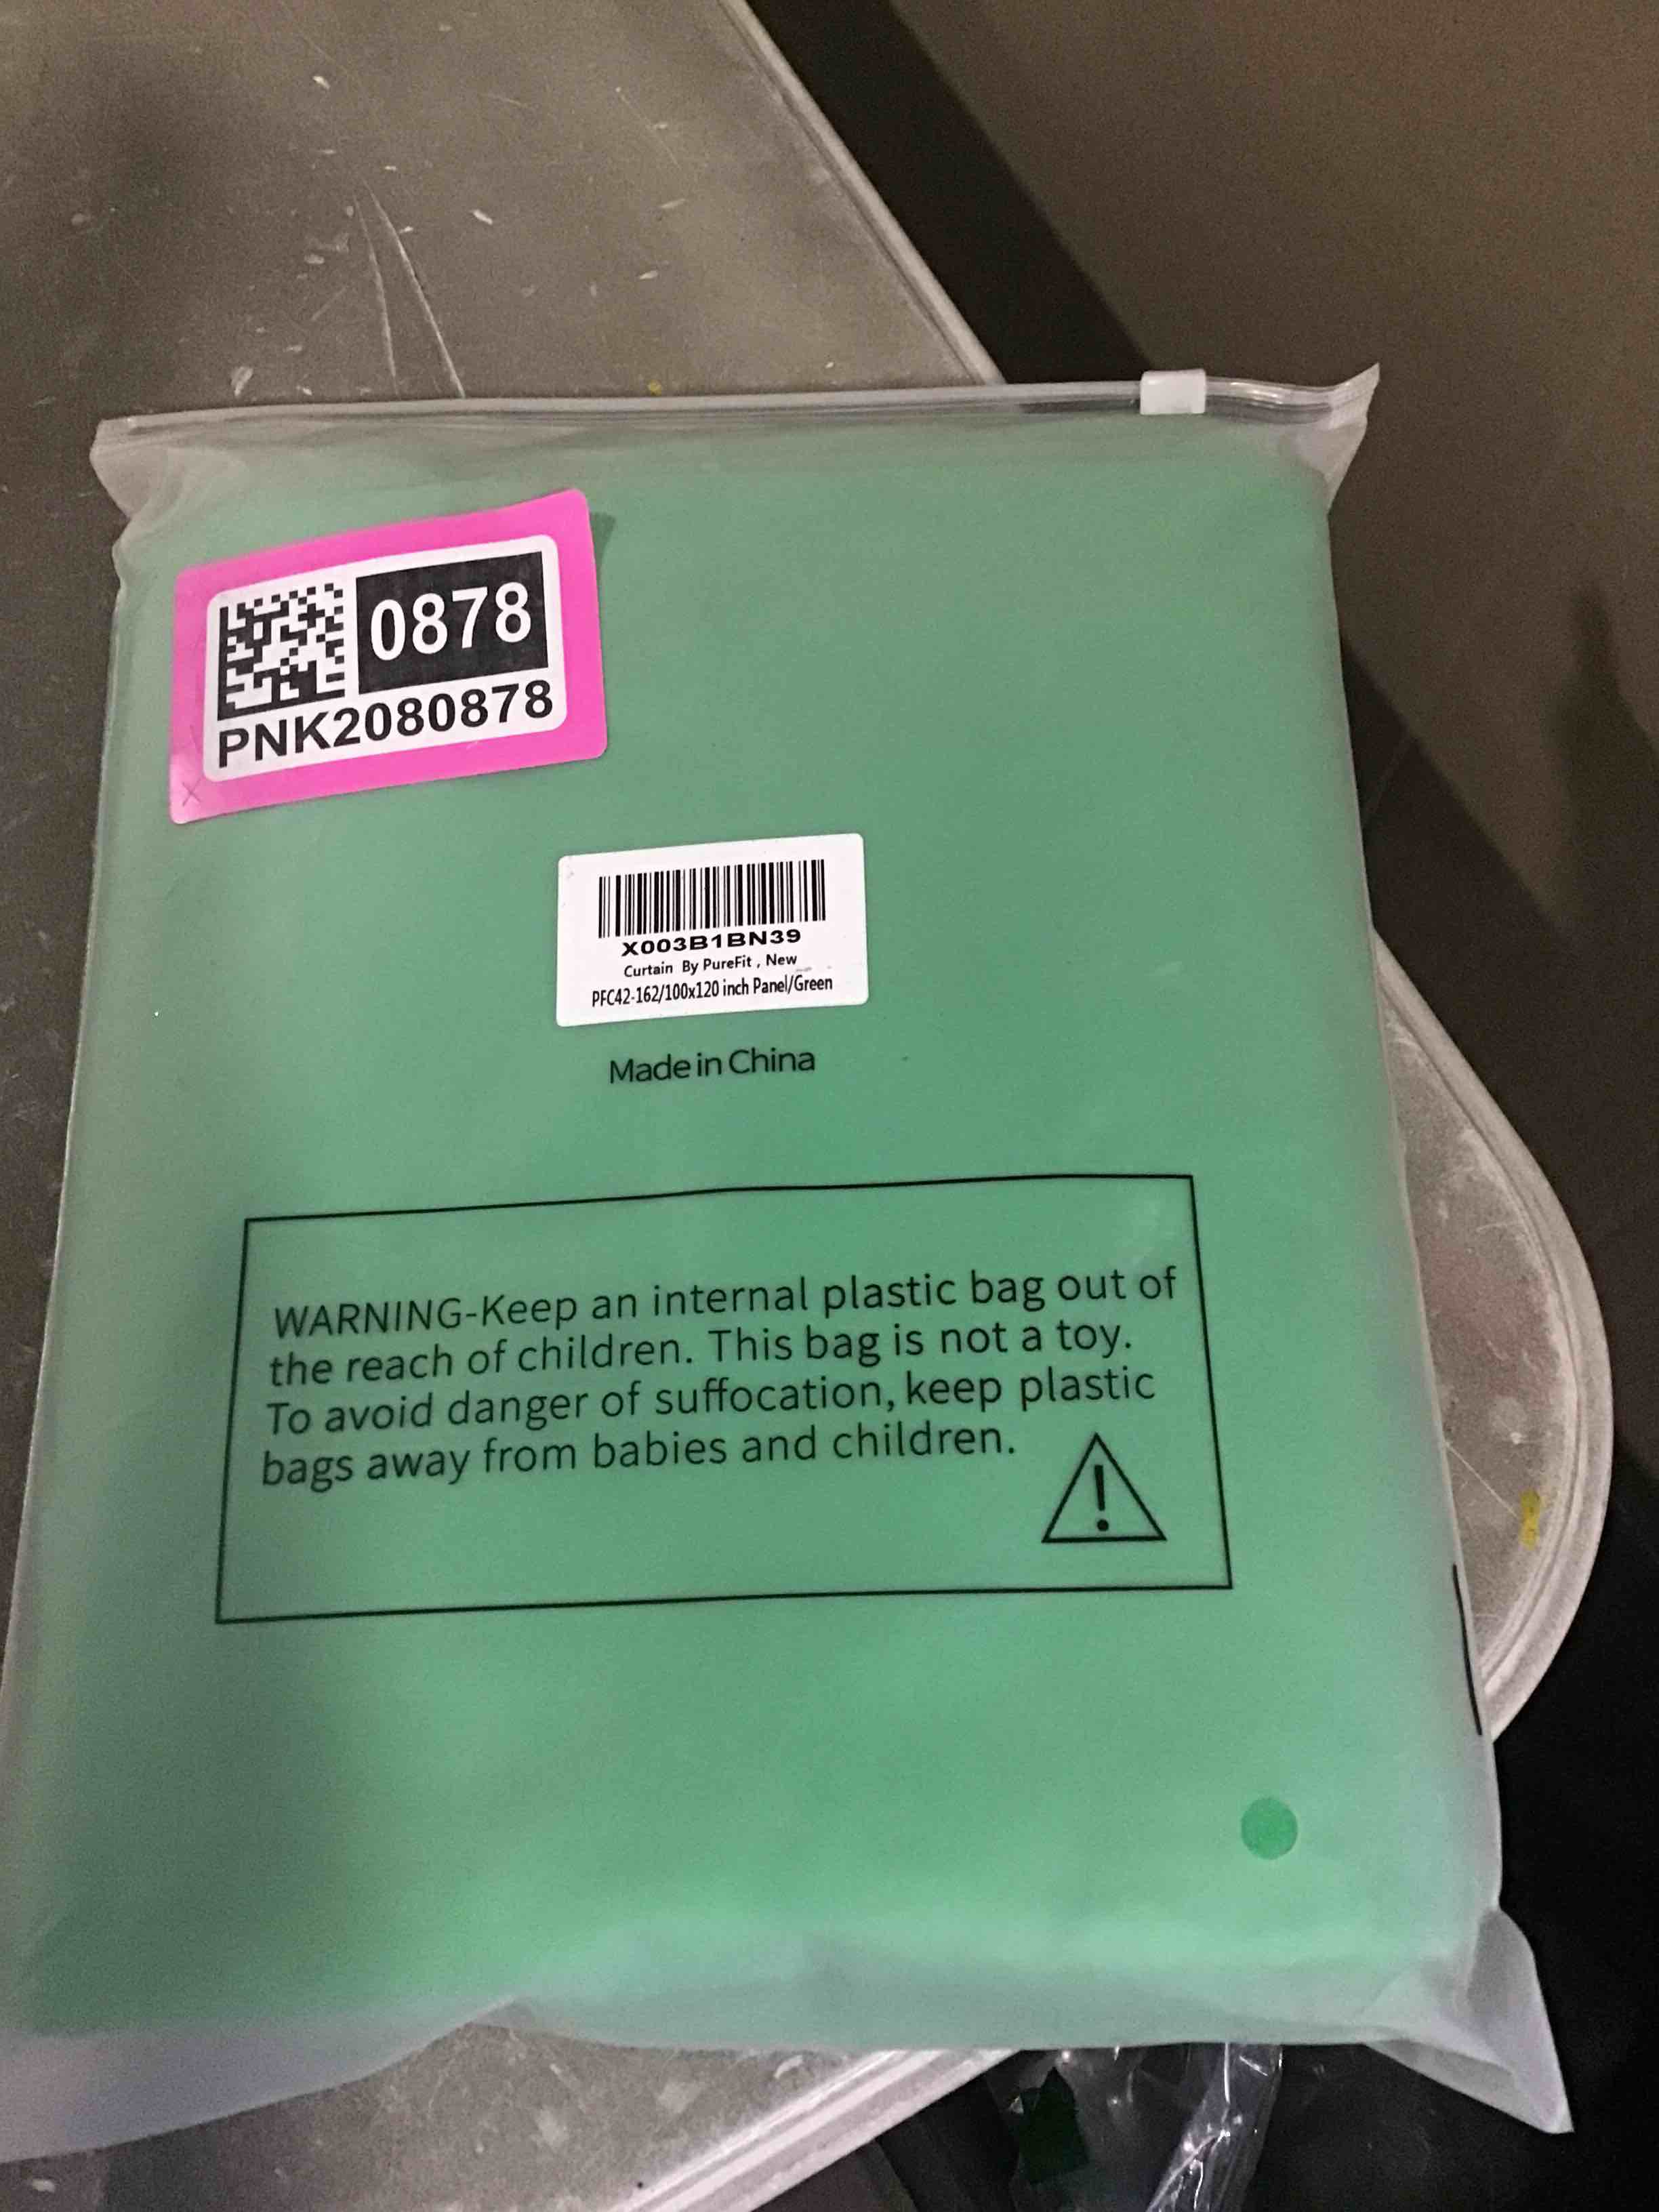 0878
PNK2080878
X003B1BN39
Curtain By PureFit , New
PFC42-162/100x120 inch Panel/Green
Made in China
WARNING-Keep an internal plastic bag out of
the reach of children. This bag is not a toy.
To avoid danger of suffocation, keep plastic
bags away from babies and children.